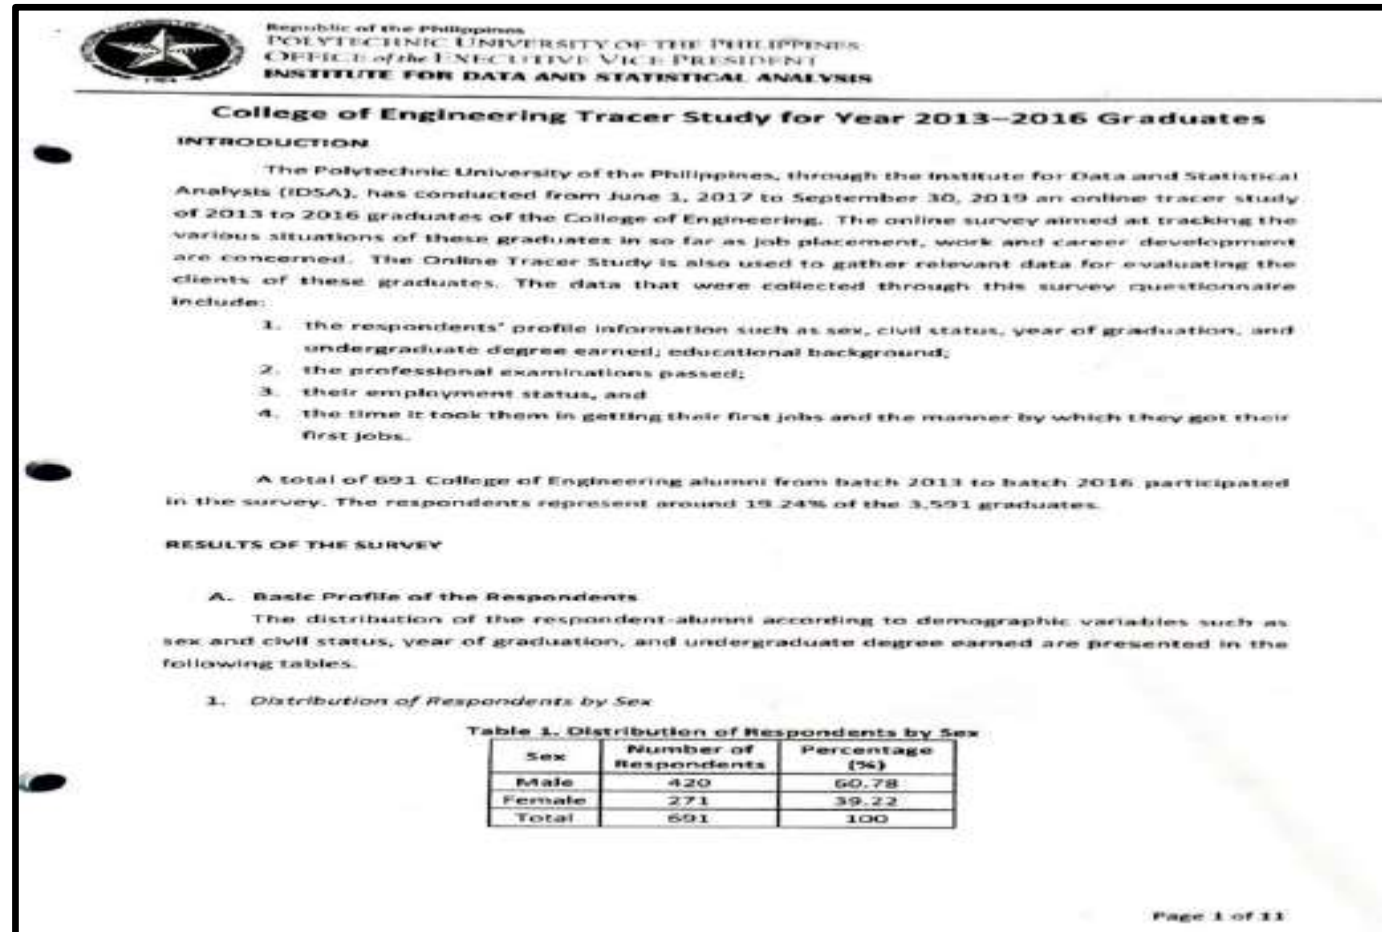 Republic of the Philippines
POLYTECHNIC UNIVERSITY OF THE PHILIPPINES
OFFICE of the EXECUTIVE VICE PRESIDENT
INSTITUTE FOR DATA AND STATISTICAL ANALYSIS
College of Engineering Tracer Study for Year 2013–2016 Graduates
INTRODUCTION
The Polytechnic University of the Philippines, through the Institute for Data and Statistical
Analysis (IDSA), has conducted from June 1, 2017 to September 30, 2019 an online tracer study
of 2013 to 2016 graduates of the College of Engineering. The online survey aimed at tracking the
various situations of these graduates in so far as job placement, work and career development
are concerned. The Online Tracer Study is also used to gather relevant data for evaluating the
clients of these graduates. The data that were collected through this survey questionnaire
include:
1. the respondents' profile information such as sex, civil status, year of graduation, and
undergraduate degree earned; educational background;
2. the professional examinations passed;
3. their employment status, and
4. the time it took them in getting their first jobs and the manner by which they got their
first jobs.
A total of 691 College of Engineering alumni from batch 2013 to batch 2016 participated
in the survey. The respondents represent around 19.24% of the 3,591 graduates.
RESULTS OF THE SURVEY
A. Basic Profile of the Respondents
The distribution of the respondent-alumni according to demographic variables such as
sex and civil status, year of graduation, and undergraduate degree earned are presented in the
following tables.
1. Distribution of Respondents by Sex
Table 1. Distribution of Respondents by Sex
Sex Number of Respondents Percentage (%)
Male 420 60.78
Female 271 39.22
Total 691 100
Page 1 of 11